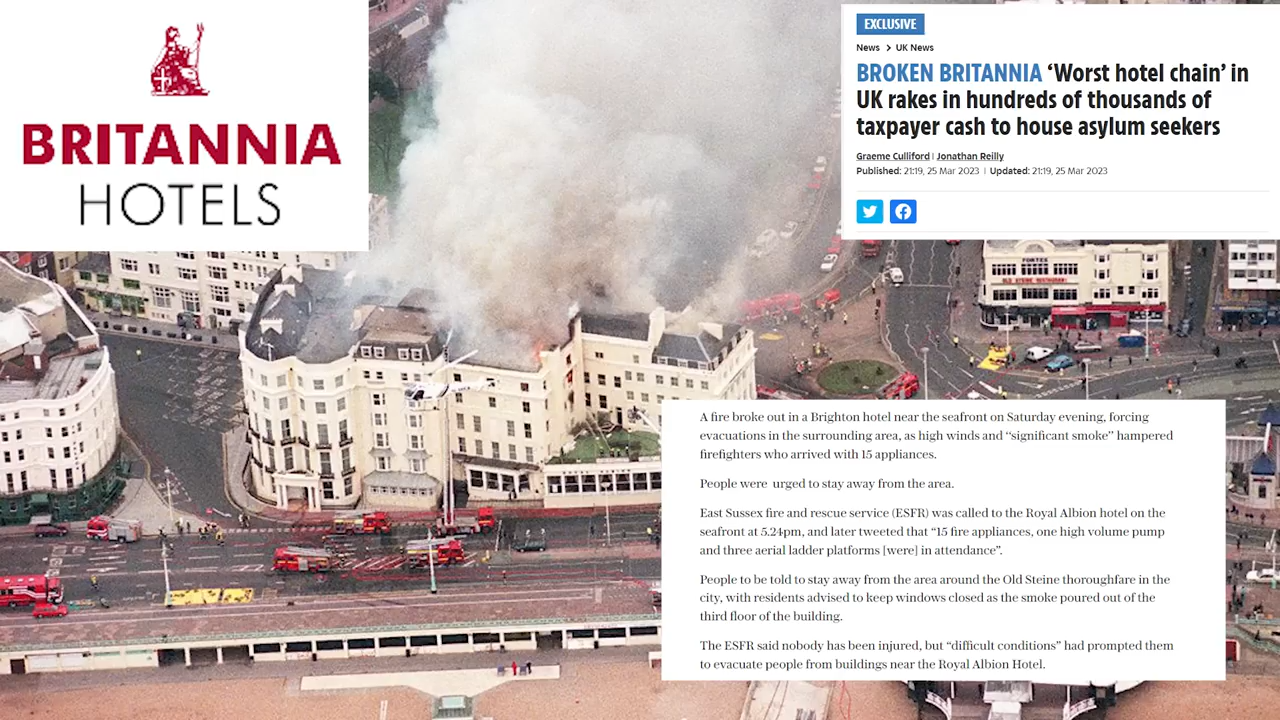 BRITANNIA
HOTELS
EXCLUSIVE
News > UK News
BROKEN BRITANNIA ‘Worst hotel chain’ in
UK rakes in hundreds of thousands of
taxpayer cash to house asylum seekers
Graeme Culliford | Jonathan Reilly
Published: 21:19, 25 Mar 2023 | Updated: 21:19, 25 Mar 2023
FORTES
OLD STEINE RESTAURANT
ROYAL ALBION
A fire broke out in a Brighton hotel near the seafront on Saturday evening, forcing
evacuations in the surrounding area, as high winds and “significant smoke” hampered
firefighters who arrived with 15 appliances.
People were urged to stay away from the area.
East Sussex fire and rescue service (ESFR) was called to the Royal Albion hotel on the
seafront at 5.24pm, and later tweeted that “15 fire appliances, one high volume pump
and three aerial ladder platforms [were] in attendance”.
People to be told to stay away from the area around the Old Steine thoroughfare in the
city, with residents advised to keep windows closed as the smoke poured out of the
third floor of the building.
The ESFR said nobody has been injured, but “difficult conditions” had prompted them
to evacuate people from buildings near the Royal Albion Hotel.